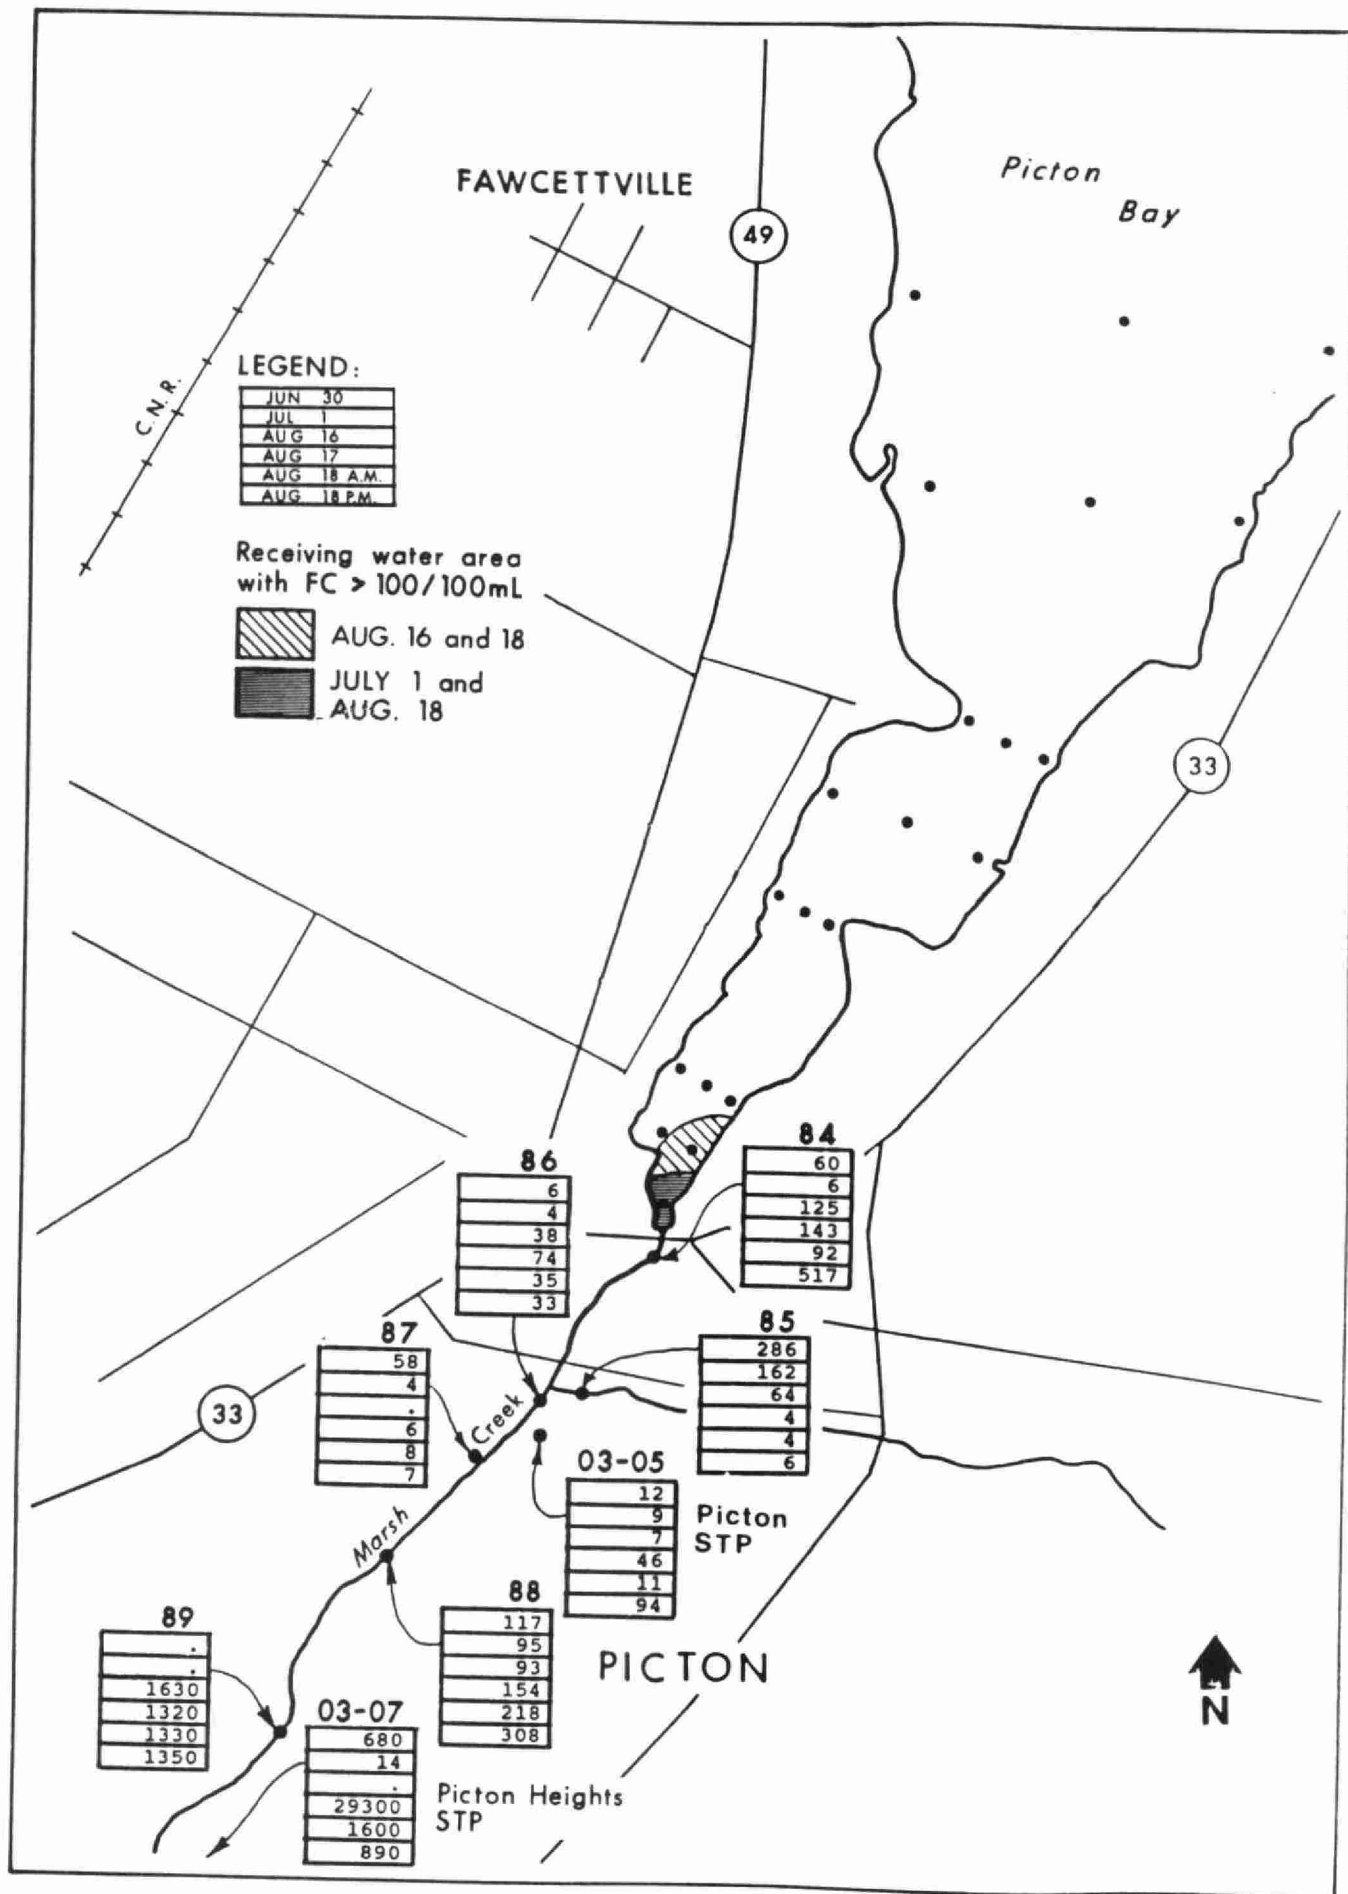 Picton
Bay
FAWCETTVILLE
49
C.N.R.
LEGEND:
JUN 30
JUL 1
AUG 16
AUG 17
AUG 18 A.M.
AUG 18 P.M.
Receiving water area
with FC > 100/100mL
AUG. 16 and 18
JULY 1 and
AUG. 18
33
84
60
6
125
143
92
517
86
6
4
38
74
35
33
85
286
162
64
4
4
6
87
58
4
.
6
8
7
33
Marsh Creek
03-05
12
9
7
46
11
94
Picton
STP
88
117
95
93
154
218
308
PICTON
89
.
.
1630
1320
1330
1350
03-07
680
14
.
29300
1600
890
Picton Heights
STP
N